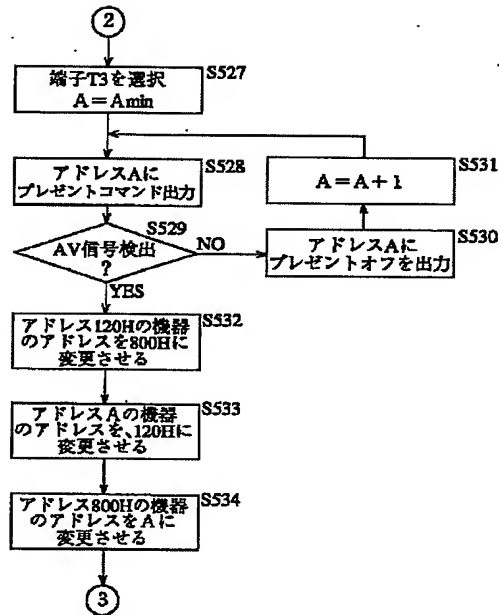 2
端子T3を選択
A=Amin
S527
アドレスAに
プレゼントコマンド出力
S528
A=A+1
S531
AV信号検出
?
S529
NO
YES
アドレスAに
プレゼントオフを出力
S530
アドレス120Hの機器
のアドレスを800Hに
変更させる
S532
アドレスAの機器
のアドレスを、120Hに
変更させる
S533
アドレス800Hの機器
のアドレスをAに
変更させる
S534
3